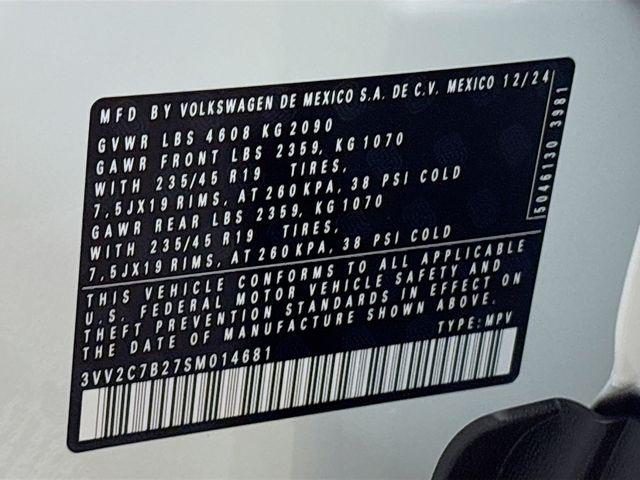 MFD BY VOLKSWAGEN DE MEXICO S.A. DE C.V. MEXICO 12/24
GVWR LBS 4608 KG 2090
GAWR FRONT LBS 2359, KG 1070
WITH 235/45 R19 TIRES,
7,5JX19 RIMS, AT 260 KPA, 38 PSI COLD
GAWR REAR LBS 2359, KG 1070
WITH 235/45 R19 TIRES,
7,5JX19 RIMS, AT 260 KPA, 38 PSI COLD
5046130 3981
THIS VEHICLE CONFORMS TO ALL APPLICABLE
U.S. FEDERAL MOTOR VEHICLE SAFETY AND
THEFT PREVENTION STANDARDS IN EFFECT ON
THE DATE OF MANUFACTURE SHOWN ABOVE.
3VV2C7B27SM014681 TYPE: MPV